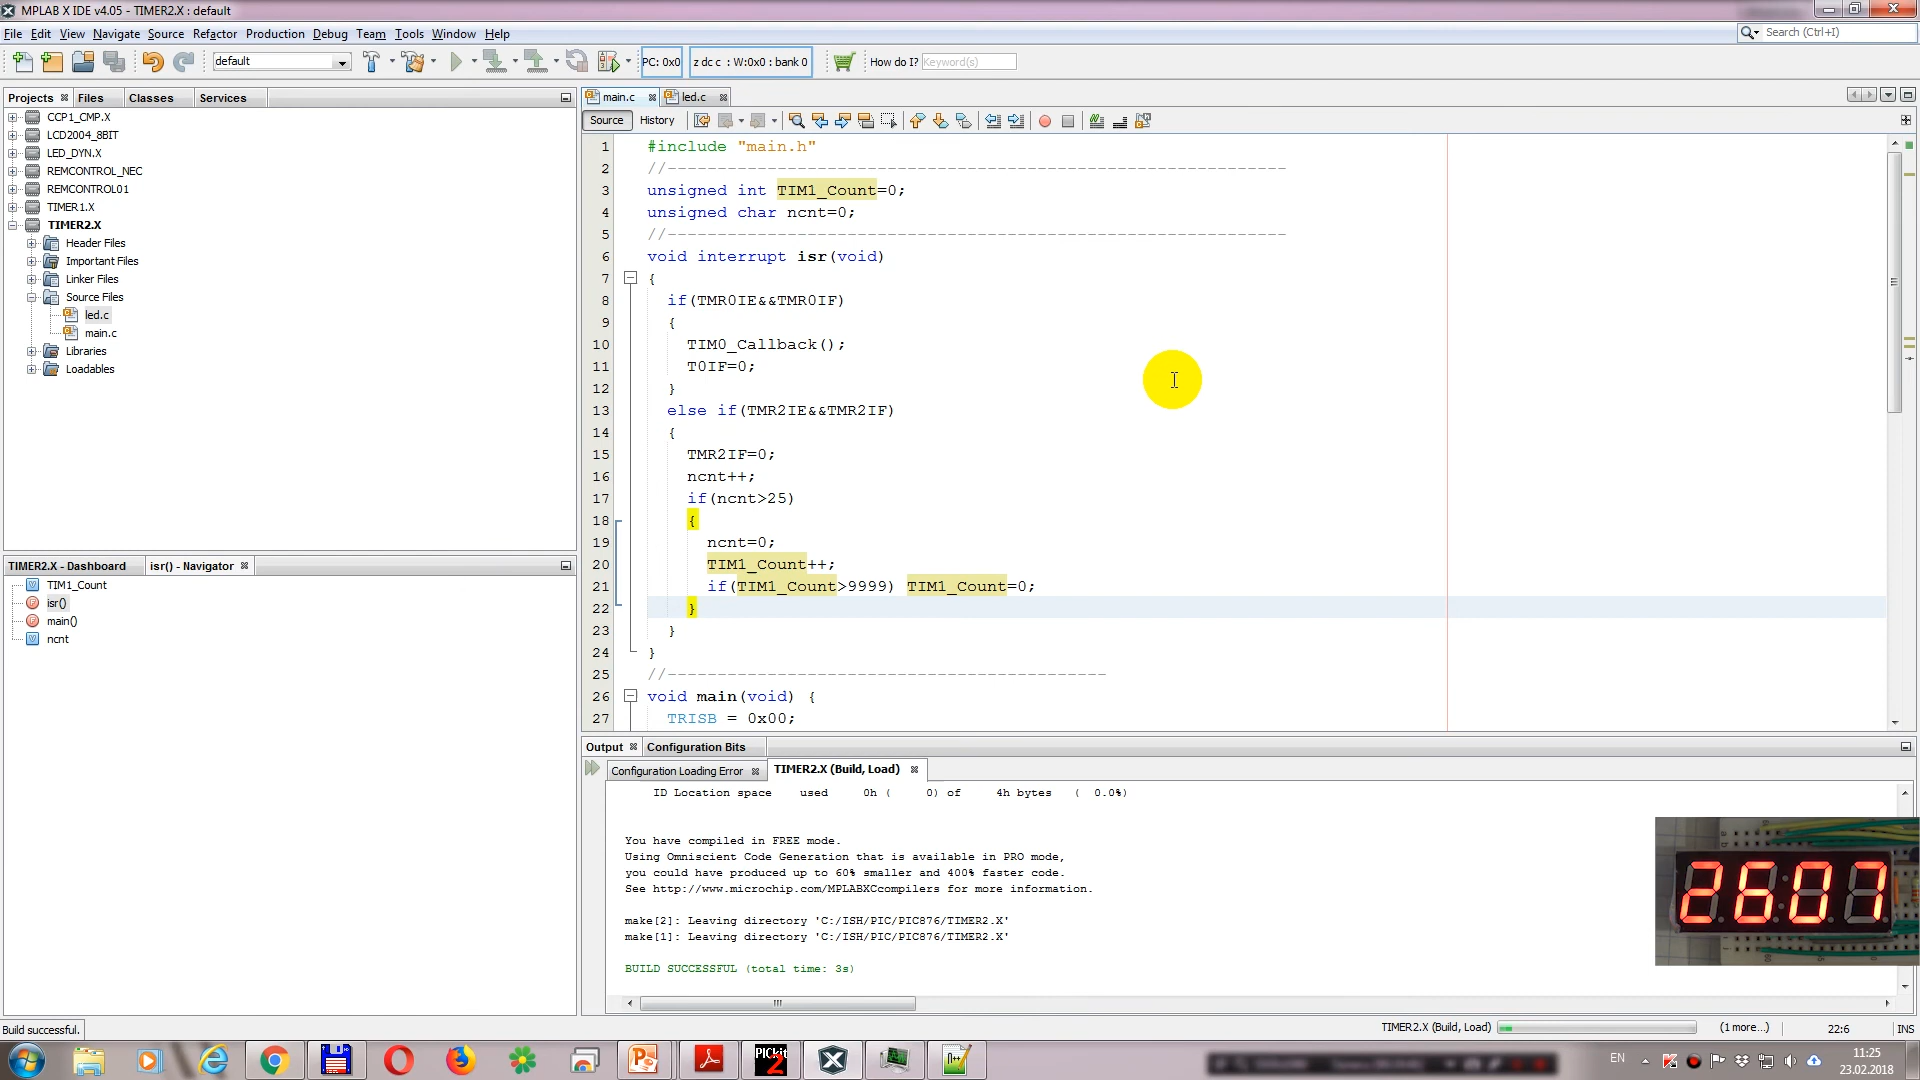 MPLAB X IDE v4.05 - TIMER2.X : default
File Edit View Navigate Source Refactor Production Debug Team Tools Window Help
Search (Ctrl+I)
default
PC: 0x0
z dc c : W:0x0 : bank 0
How do I? Keyword(s)
Projects Files Classes Services
CCP1_CMP.X
LCD2004_8BIT
LED_DYN.X
REMCONTROL_NEC
REMCONTROL01
TIMER1.X
TIMER2.X
Header Files
Important Files
Linker Files
Source Files
led.c
main.c
Libraries
Loadables
TIMER2.X - Dashboard isr() - Navigator
TIM1_Count
isr()
main()
ncnt
main.c led.c
Source History
1 #include "main.h"
2 //--------------------------------------------------------------
3 unsigned int TIM1_Count=0;
4 unsigned char ncnt=0;
5 //--------------------------------------------------------------
6 void interrupt isr(void)
7 {
8 if(TMR0IE&&TMR0IF)
9 {
10 TIM0_Callback();
11 T0IF=0;
12 }
13 else if(TMR2IE&&TMR2IF)
14 {
15 TMR2IF=0;
16 ncnt++;
17 if(ncnt>25)
18 {
19 ncnt=0;
20 TIM1_Count++;
21 if(TIM1_Count>9999) TIM1_Count=0;
22 }
23 }
24 }
25 //--------------------------------------------
26 void main(void) {
27 TRISB = 0x00;
Output Configuration Bits
Configuration Loading Error TIMER2.X (Build, Load)
ID Location space used 0h ( 0) of 4h bytes ( 0.0%)
You have compiled in FREE mode.
Using Omniscient Code Generation that is available in PRO mode,
you could have produced up to 60% smaller and 400% faster code.
See http://www.microchip.com/MPLABXCcompilers for more information.
make[2]: Leaving directory 'C:/ISH/PIC/PIC876/TIMER2.X'
make[1]: Leaving directory 'C:/ISH/PIC/PIC876/TIMER2.X'
BUILD SUCCESSFUL (total time: 3s)
2607
Build successful.
TIMER2.X (Build, Load)
(1 more...)
22:6
INS
PICkit
2
EN
11:25
23.02.2018